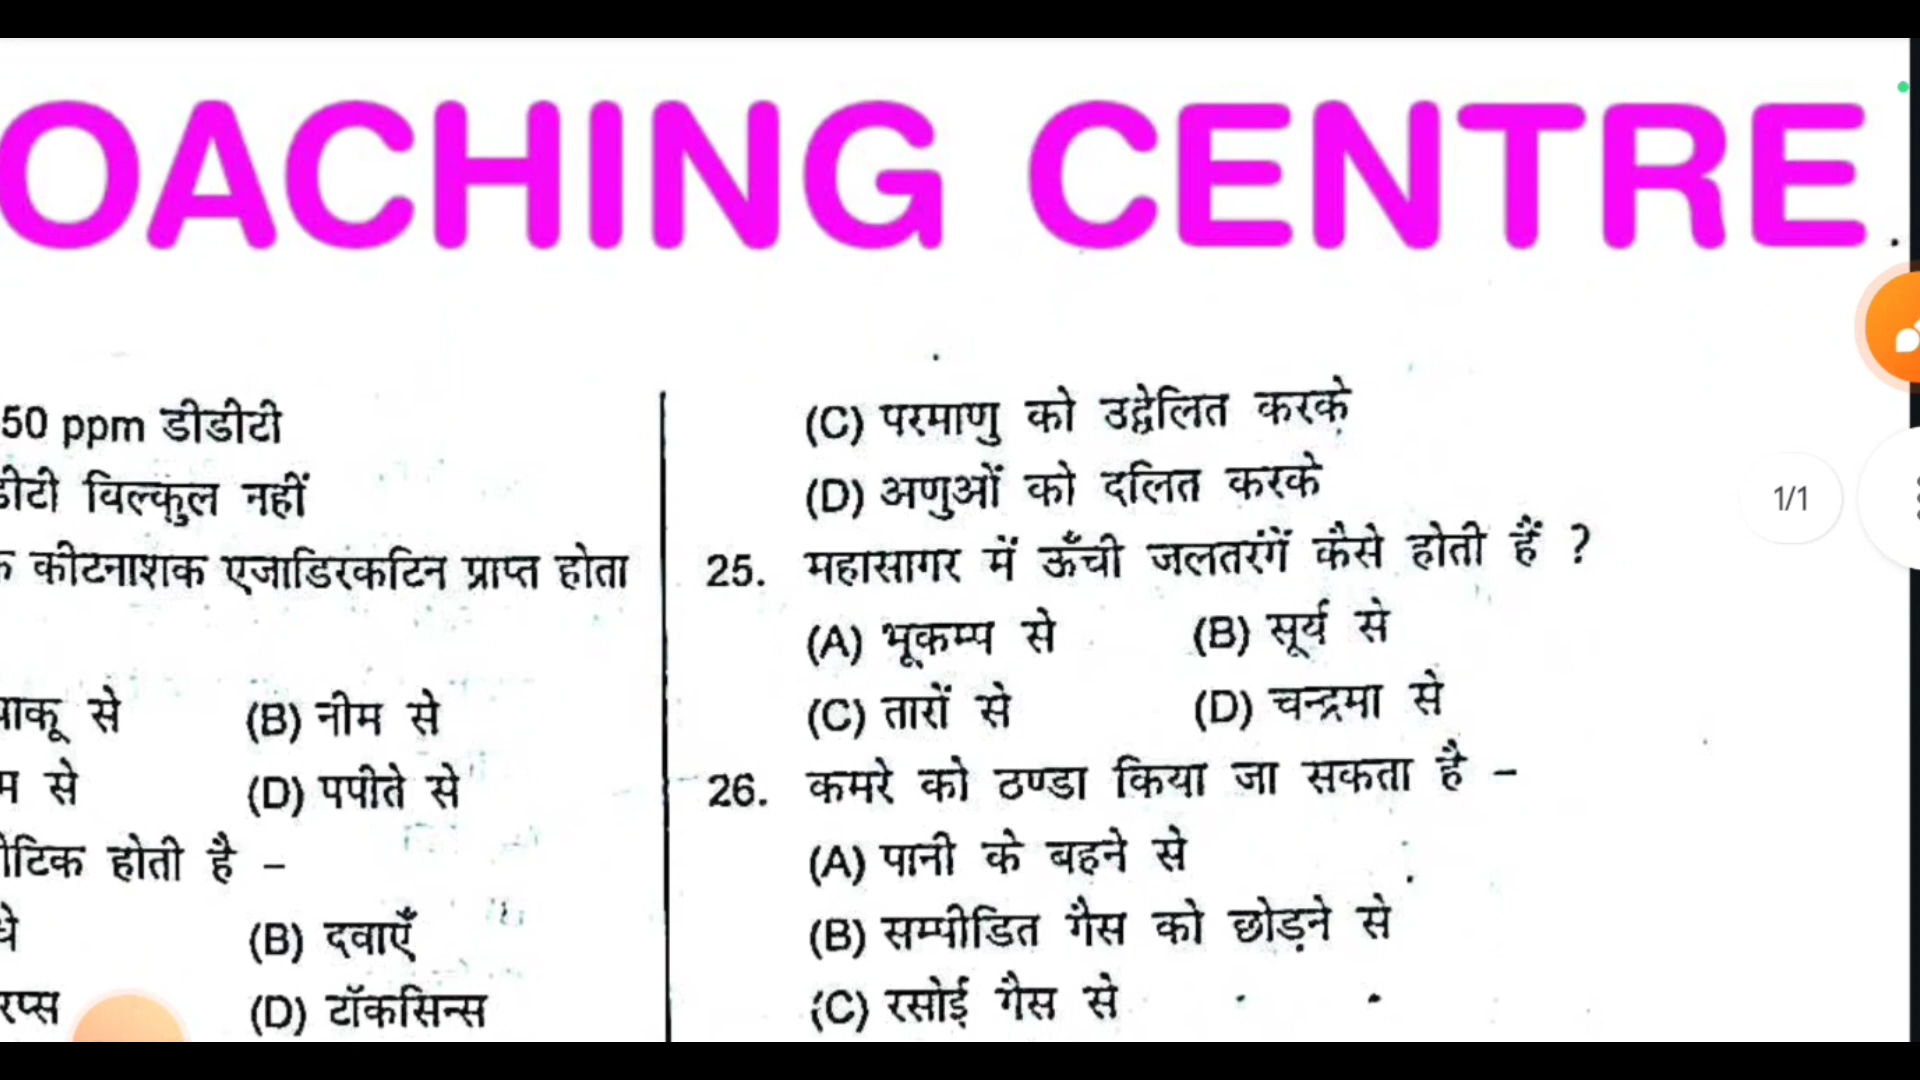 OACHING CENTRE
50 ppm डीडीटी
विल्कुल नहीं
कीटनाशक एजाडिरकटिन प्राप्त होता
से (B) नीम से
से (D) पपीते से
होती है –
(B) दवाएँ
(D) टॉकसिन्स
(C) परमाणु को उद्वेलित करके
(D) अणुओं को दलित करके
25. महासागर में ऊँची जलतरंगें कैसे होती हैं ?
(A) भूकम्प से (B) सूर्य से
(C) तारों से (D) चन्द्रमा से
26. कमरे को ठण्डा किया जा सकता है –
(A) पानी के बहने से
(B) सम्पीडित गैस को छोड़ने से
(C) रसोई गैस से
1/1